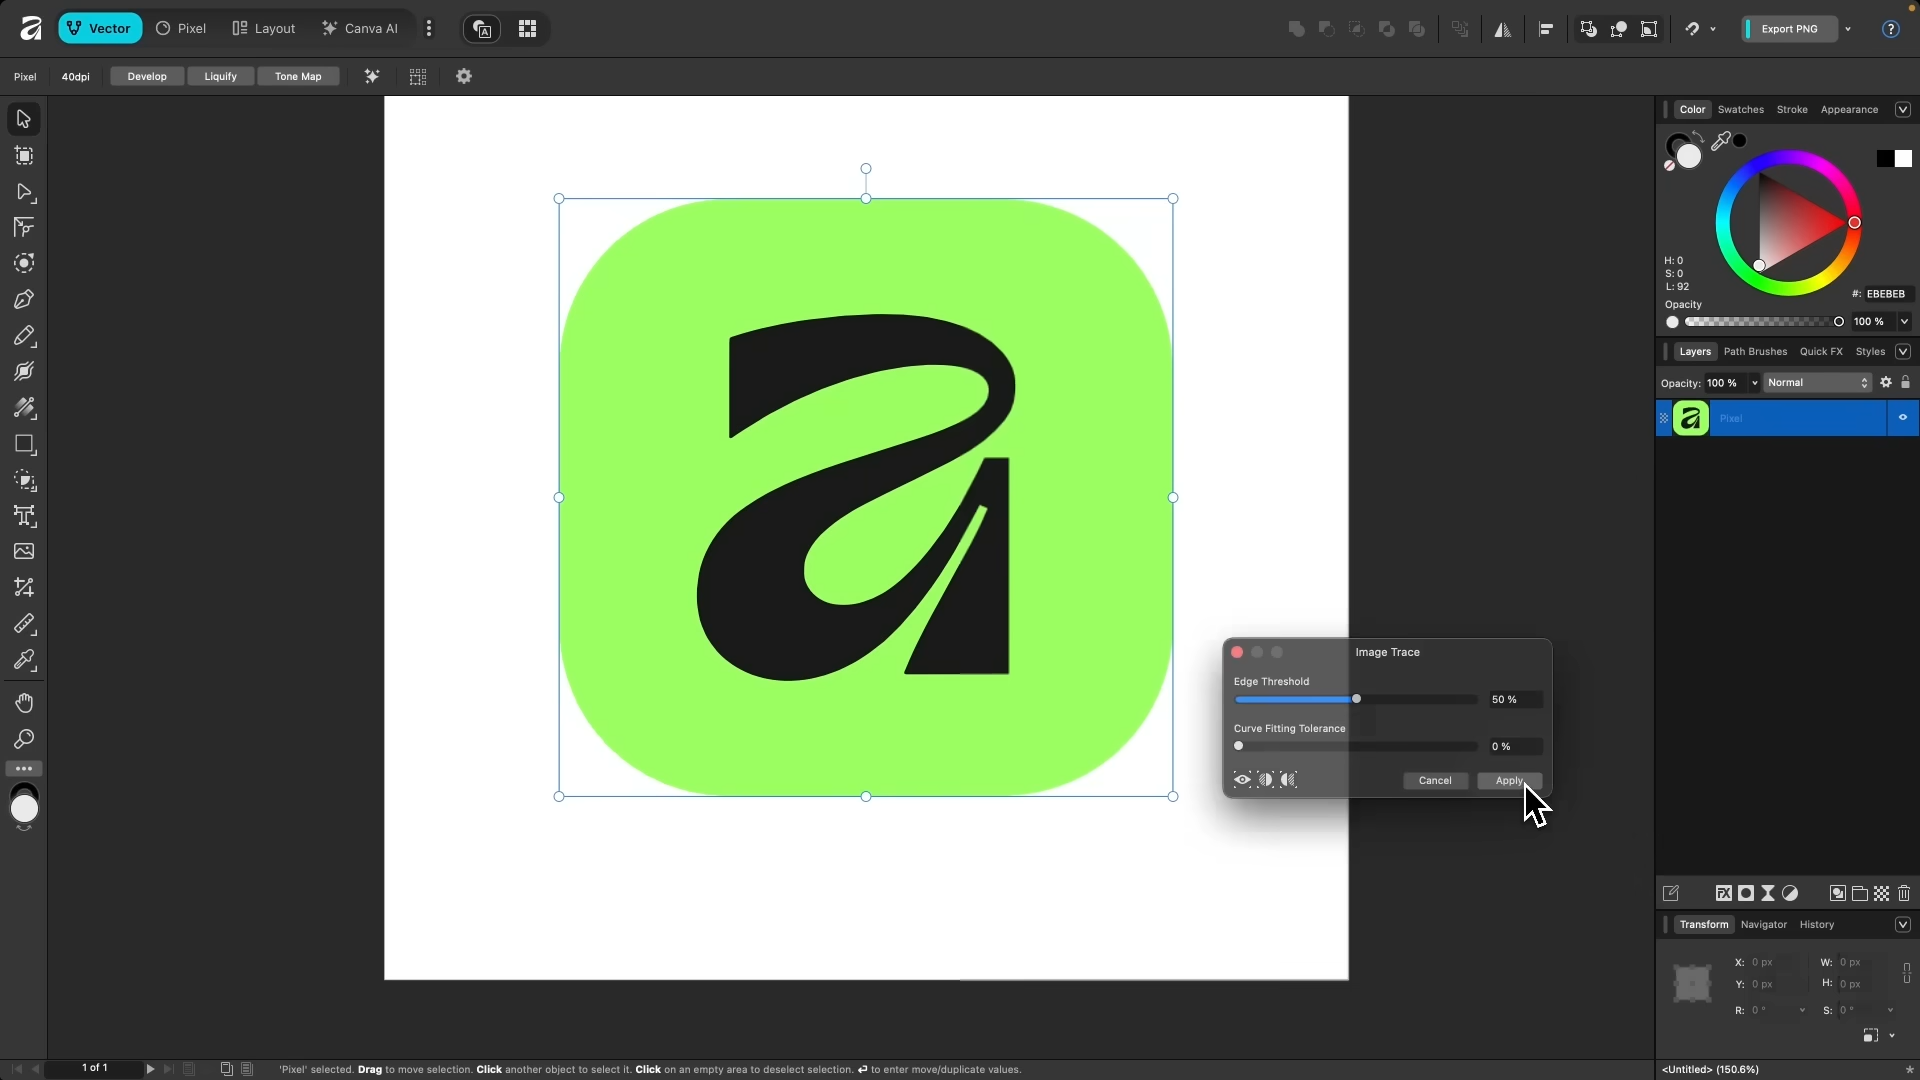 Vector Pixel Layout Canva AI Export PNG ?
Pixel 40dpi Develop Liquify Tone Map
Color Swatches Stroke Appearance
H: 0
S: 0
L: 92
#: EBEBEB
Opacity
100 %
Layers Path Brushes Quick FX Styles
Opacity: 100 % Normal
a Pixel
a
Image Trace
Edge Threshold
50 %
Curve Fitting Tolerance
0 %
Cancel Apply
FX
Transform Navigator History
X: 0 px W: 0 px
Y: 0 px H: 0 px
R: 0 ° S: 0 °
1 of 1 'Pixel' selected. Drag to move selection. Click another object to select it. Click on an empty area to deselect selection. ⏎ to enter move/duplicate values. <Untitled> (150.6%) *